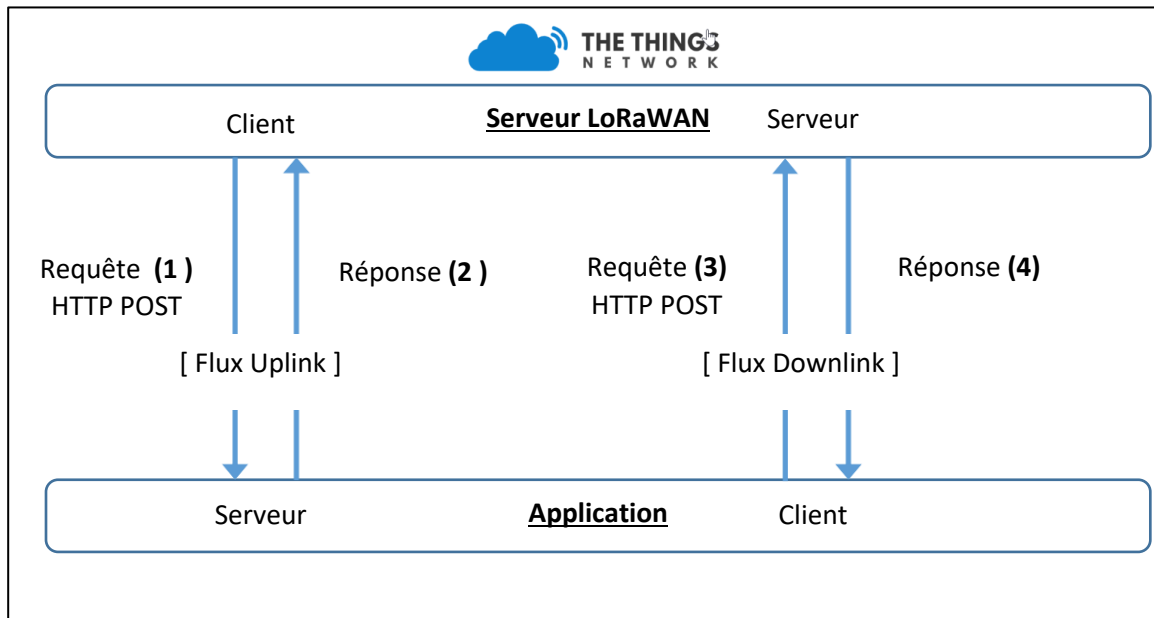 THE THINGS
NETWORK
Client
Serveur LoRaWAN
Serveur
Requête (1 )
HTTP POST
Réponse (2 )
Requête (3)
HTTP POST
Réponse (4)
[ Flux Uplink ]
[ Flux Downlink ]
Serveur
Application
Client